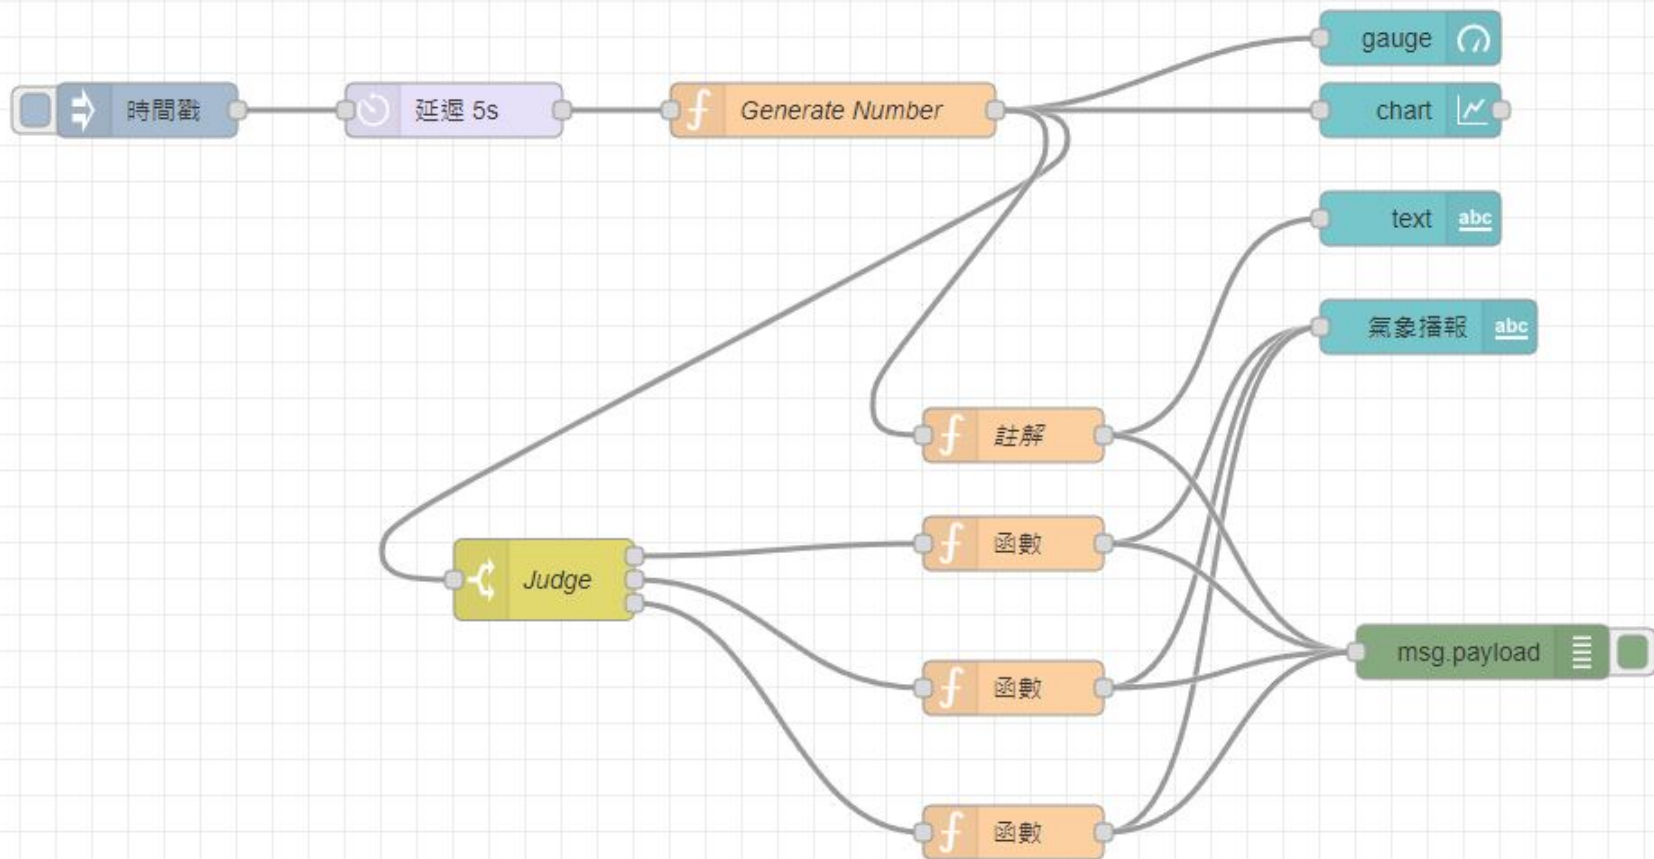 gauge
時間戳
延遲 5s
Generate Number
chart
text
abc
氣象播報
abc
註解
函數
Judge
msg.payload
函數
函數